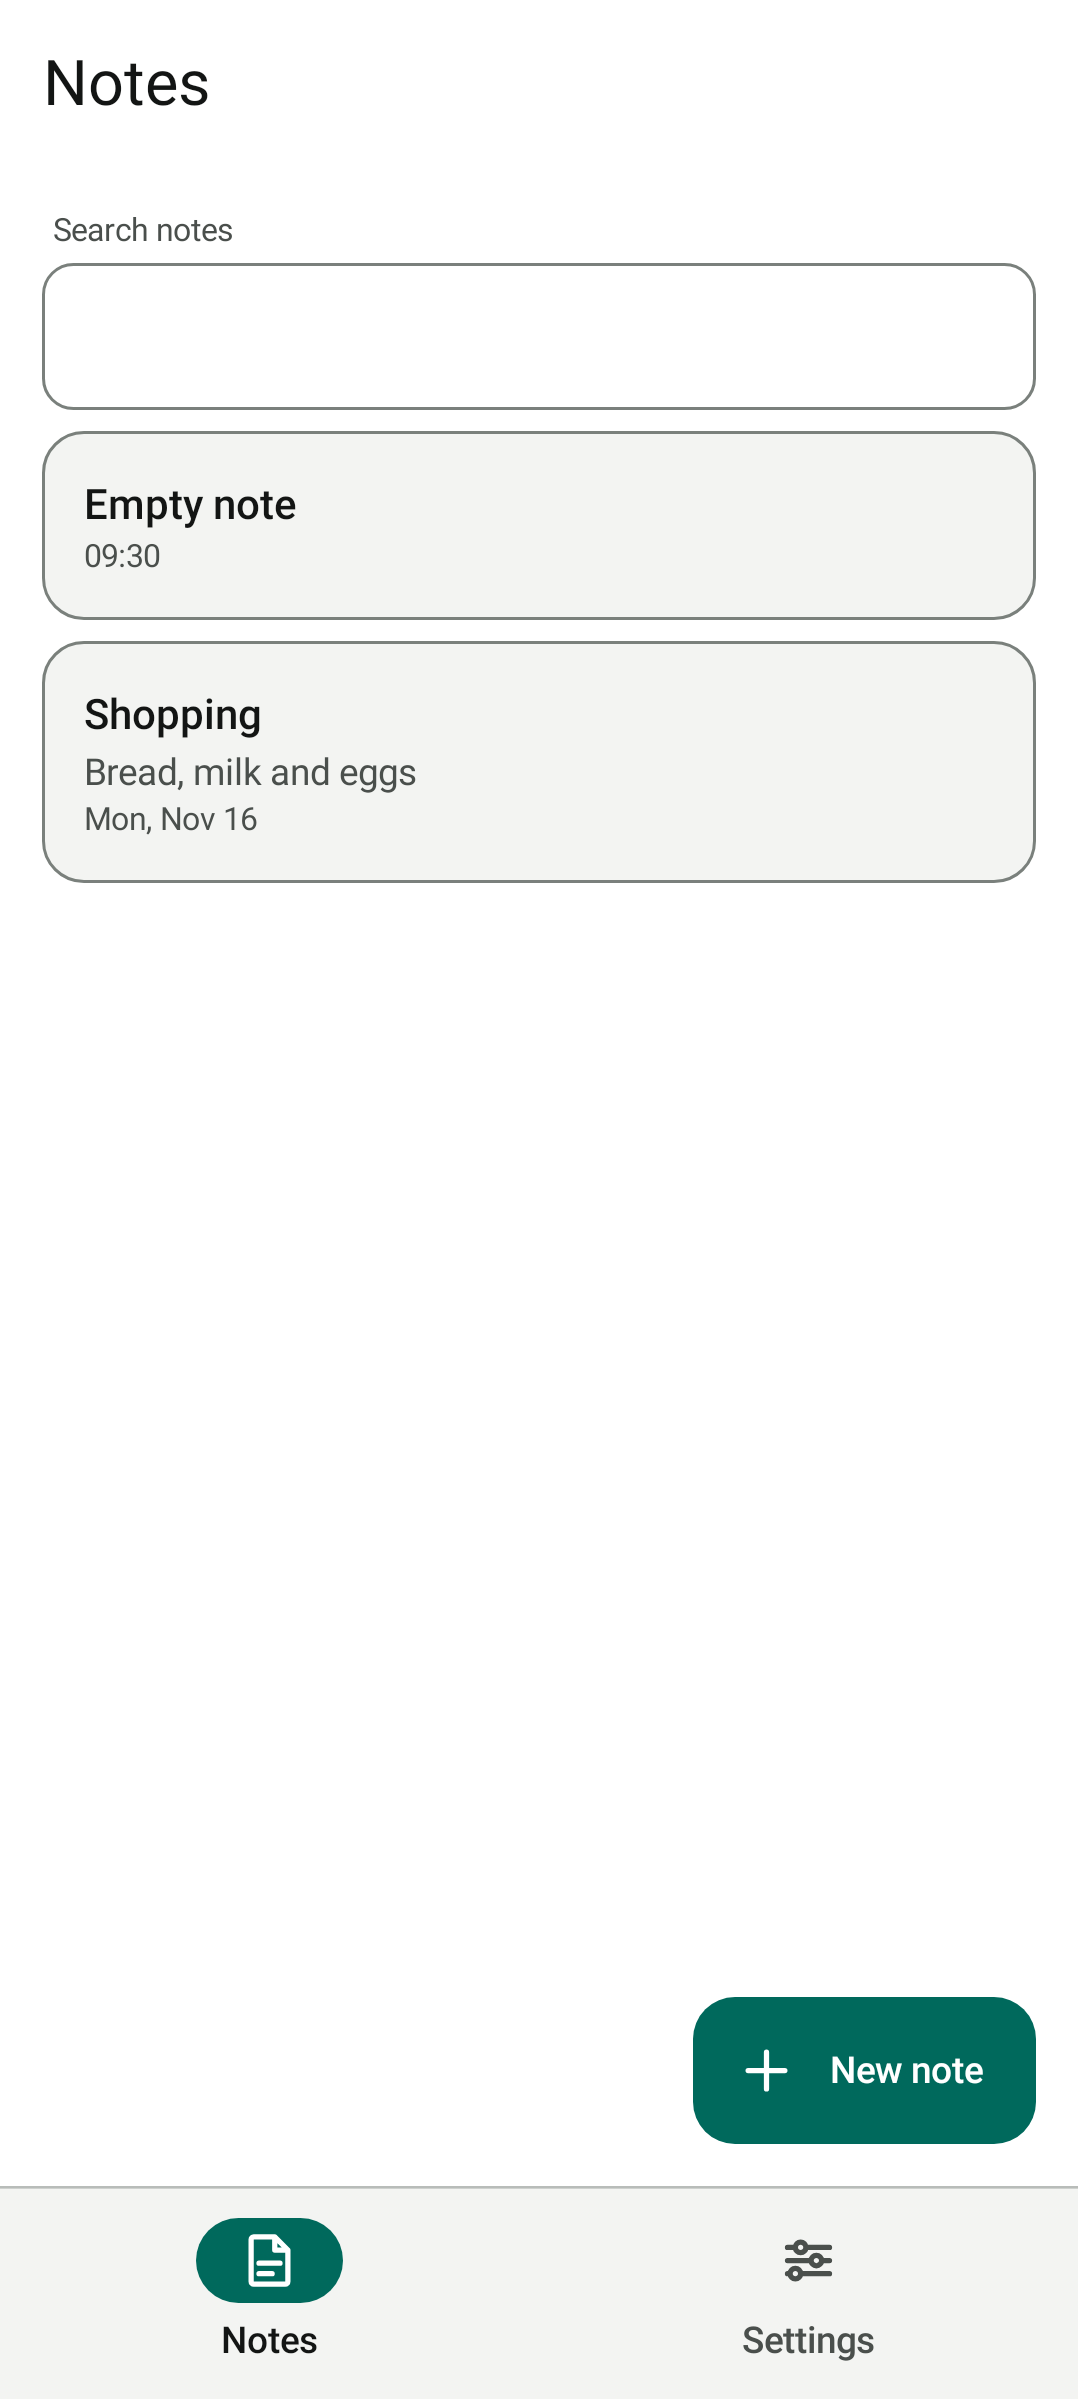 Notes
Search notes
Empty note
09:30
Shopping
Bread, milk and eggs
Mon, Nov 16
New note
Notes
Settings